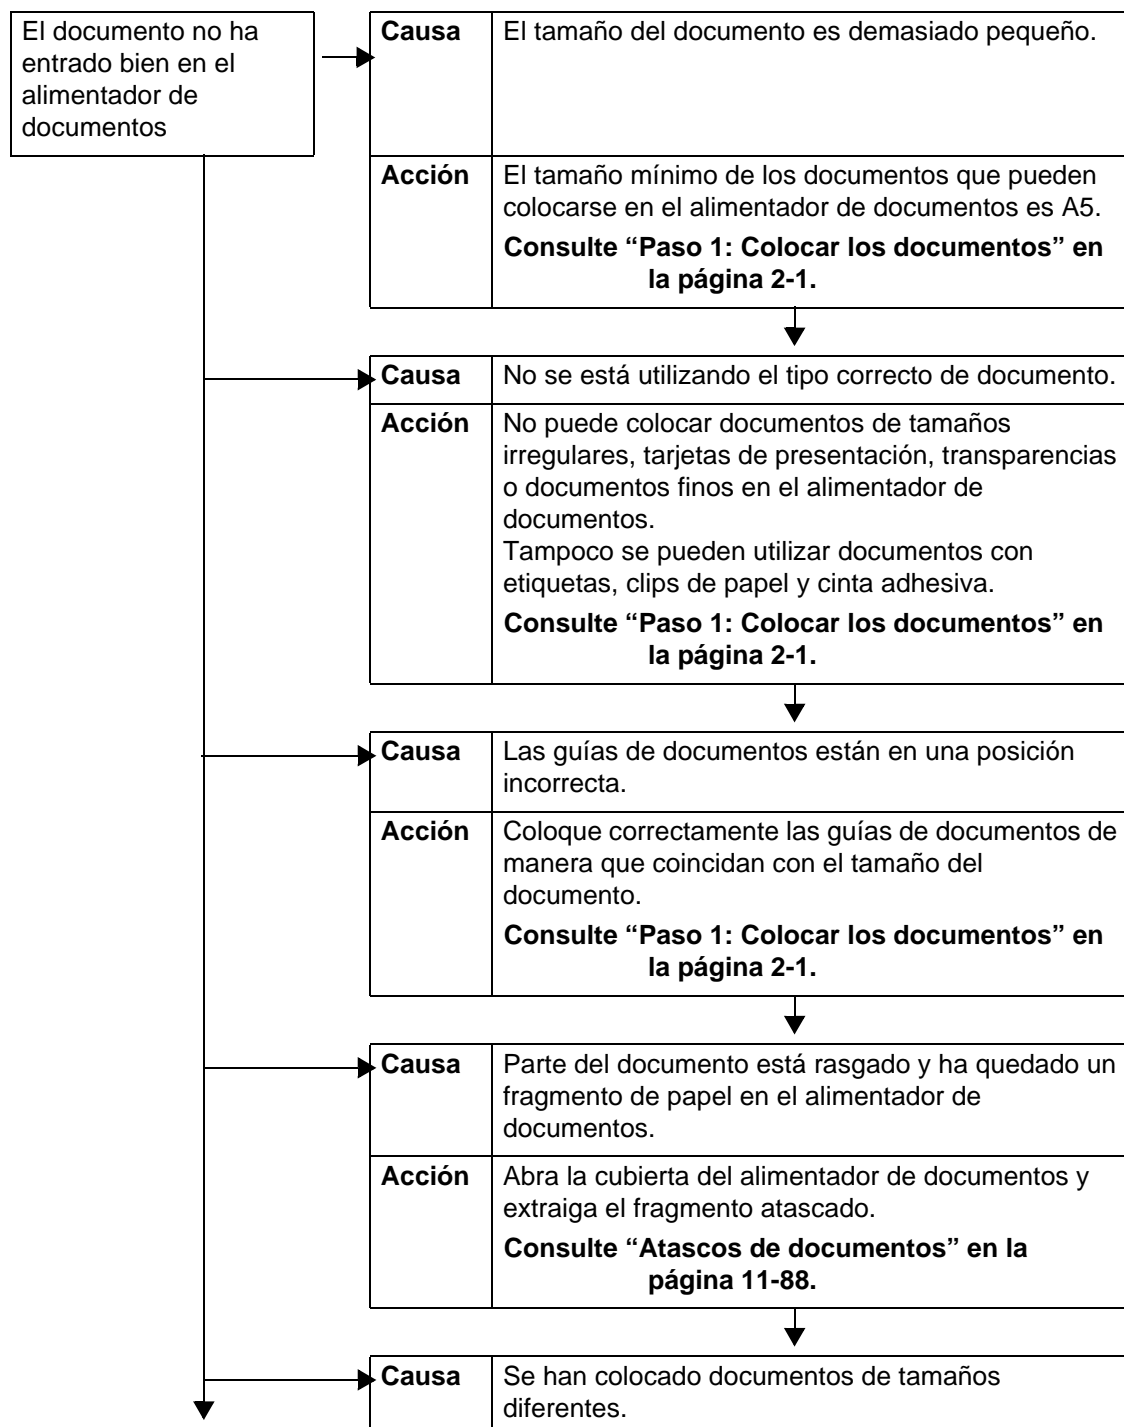 El documento no ha
entrado bien en el
alimentador de
documentos
Causa El tamaño del documento es demasiado pequeño.
Acción El tamaño mínimo de los documentos que pueden
colocarse en el alimentador de documentos es A5.
Consulte “Paso 1: Colocar los documentos” en
la página 2-1.
Causa No se está utilizando el tipo correcto de documento.
Acción No puede colocar documentos de tamaños
irregulares, tarjetas de presentación, transparencias
o documentos finos en el alimentador de
documentos.
Tampoco se pueden utilizar documentos con
etiquetas, clips de papel y cinta adhesiva.
Consulte “Paso 1: Colocar los documentos” en
la página 2-1.
Causa Las guías de documentos están en una posición
incorrecta.
Acción Coloque correctamente las guías de documentos de
manera que coincidan con el tamaño del
documento.
Consulte “Paso 1: Colocar los documentos” en
la página 2-1.
Causa Parte del documento está rasgado y ha quedado un
fragmento de papel en el alimentador de
documentos.
Acción Abra la cubierta del alimentador de documentos y
extraiga el fragmento atascado.
Consulte “Atascos de documentos” en la
página 11-88.
Causa Se han colocado documentos de tamaños
diferentes.